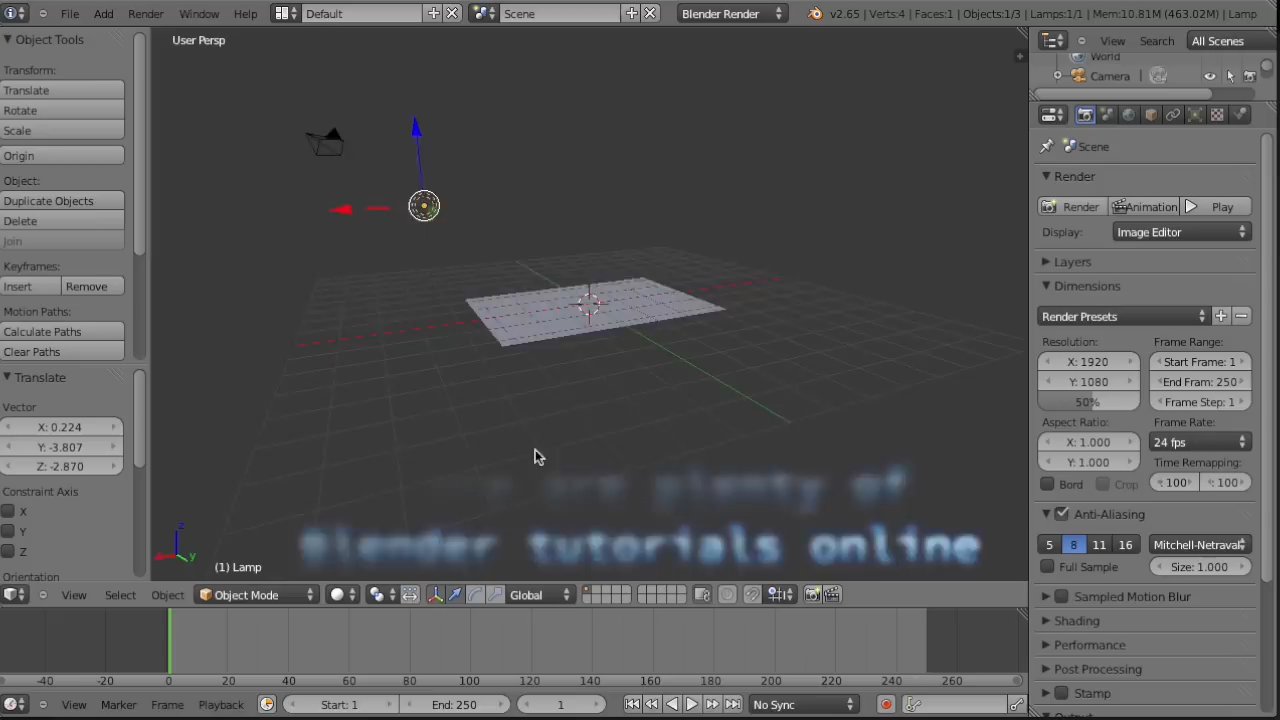 File Add Render Window Help Default Scene Blender Render v2.65 | Verts:4 | Faces:1 | Objects:1/3 | Lamps:1/1 | Mem:10.81M (463.02M) | Lamp
Object Tools
Transform:
Translate
Rotate
Scale
Origin
Object:
Duplicate Objects
Delete
Join
Keyframes:
Insert Remove
Motion Paths:
Calculate Paths
Clear Paths
Translate
Vector
X: 0.224
Y: -3.807
Z: -2.870
Constraint Axis
X
Y
Z
Orientation
User Persp
z
y
are plenty of
Blender tutorials online
(1) Lamp
View Select Object Object Mode Global
-40 -20 0 20 40 60 80 100 120 140 160 180 200 220 240 260
View Marker Frame Playback Start: 1 End: 250 1 No Sync
View Search All Scenes
World
Camera
Scene
Render
Render Animation Play
Display: Image Editor
Layers
Dimensions
Render Presets
Resolution: Frame Range:
X: 1920 Start Frame: 1
Y: 1080 End Fram: 250
50% Frame Step: 1
Aspect Ratio: Frame Rate:
X: 1.000 24 fps
Y: 1.000 Time Remapping:
Bord Crop 100 100
Anti-Aliasing
5 8 11 16 Mitchell-Netraval
Full Sample Size: 1.000
Sampled Motion Blur
Shading
Performance
Post Processing
Stamp